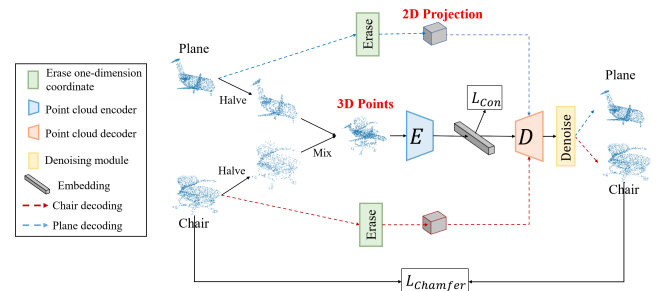 2D Projection
Plane
Erase
Halve
3D Points
L_Con
Plane
E
D
Denoise
Mix
Halve
Chair
Chair
Erase
L_Chamfer
Erase one-dimension
coordinate
Point cloud encoder
Point cloud decoder
Denoising module
Embedding
Chair decoding
Plane decoding